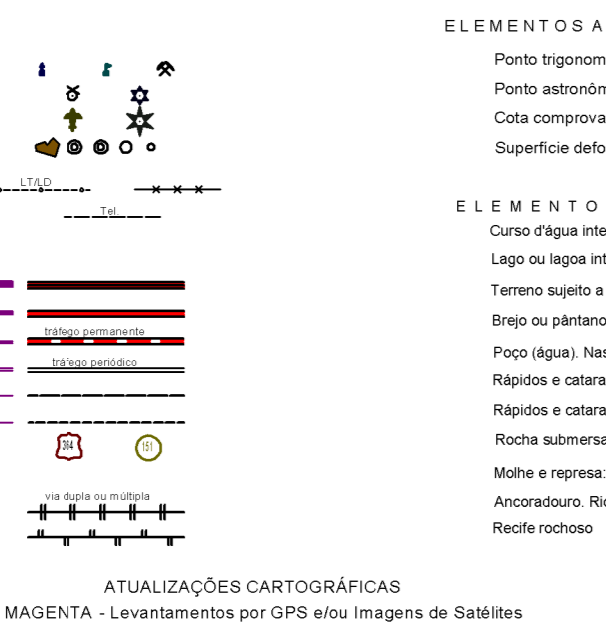 LT/LD
Tel.
tráfego permanente
tráfego periódico
364
151
via dupla ou múltipla
ELEMENTOS A
Ponto trigonom
Ponto astronôm
Cota comprova
Superfície defo
ELEMENTO
Curso d'água inte
Lago ou lagoa int
Terreno sujeito a
Brejo ou pântano
Poço (água). Nas
Rápidos e catara
Rápidos e catara
Rocha submersa
Molhe e represa:
Ancoradouro. Rio
Recife rochoso
ATUALIZAÇÕES CARTOGRÁFICAS
MAGENTA - Levantamentos por GPS e/ou Imagens de Satélites